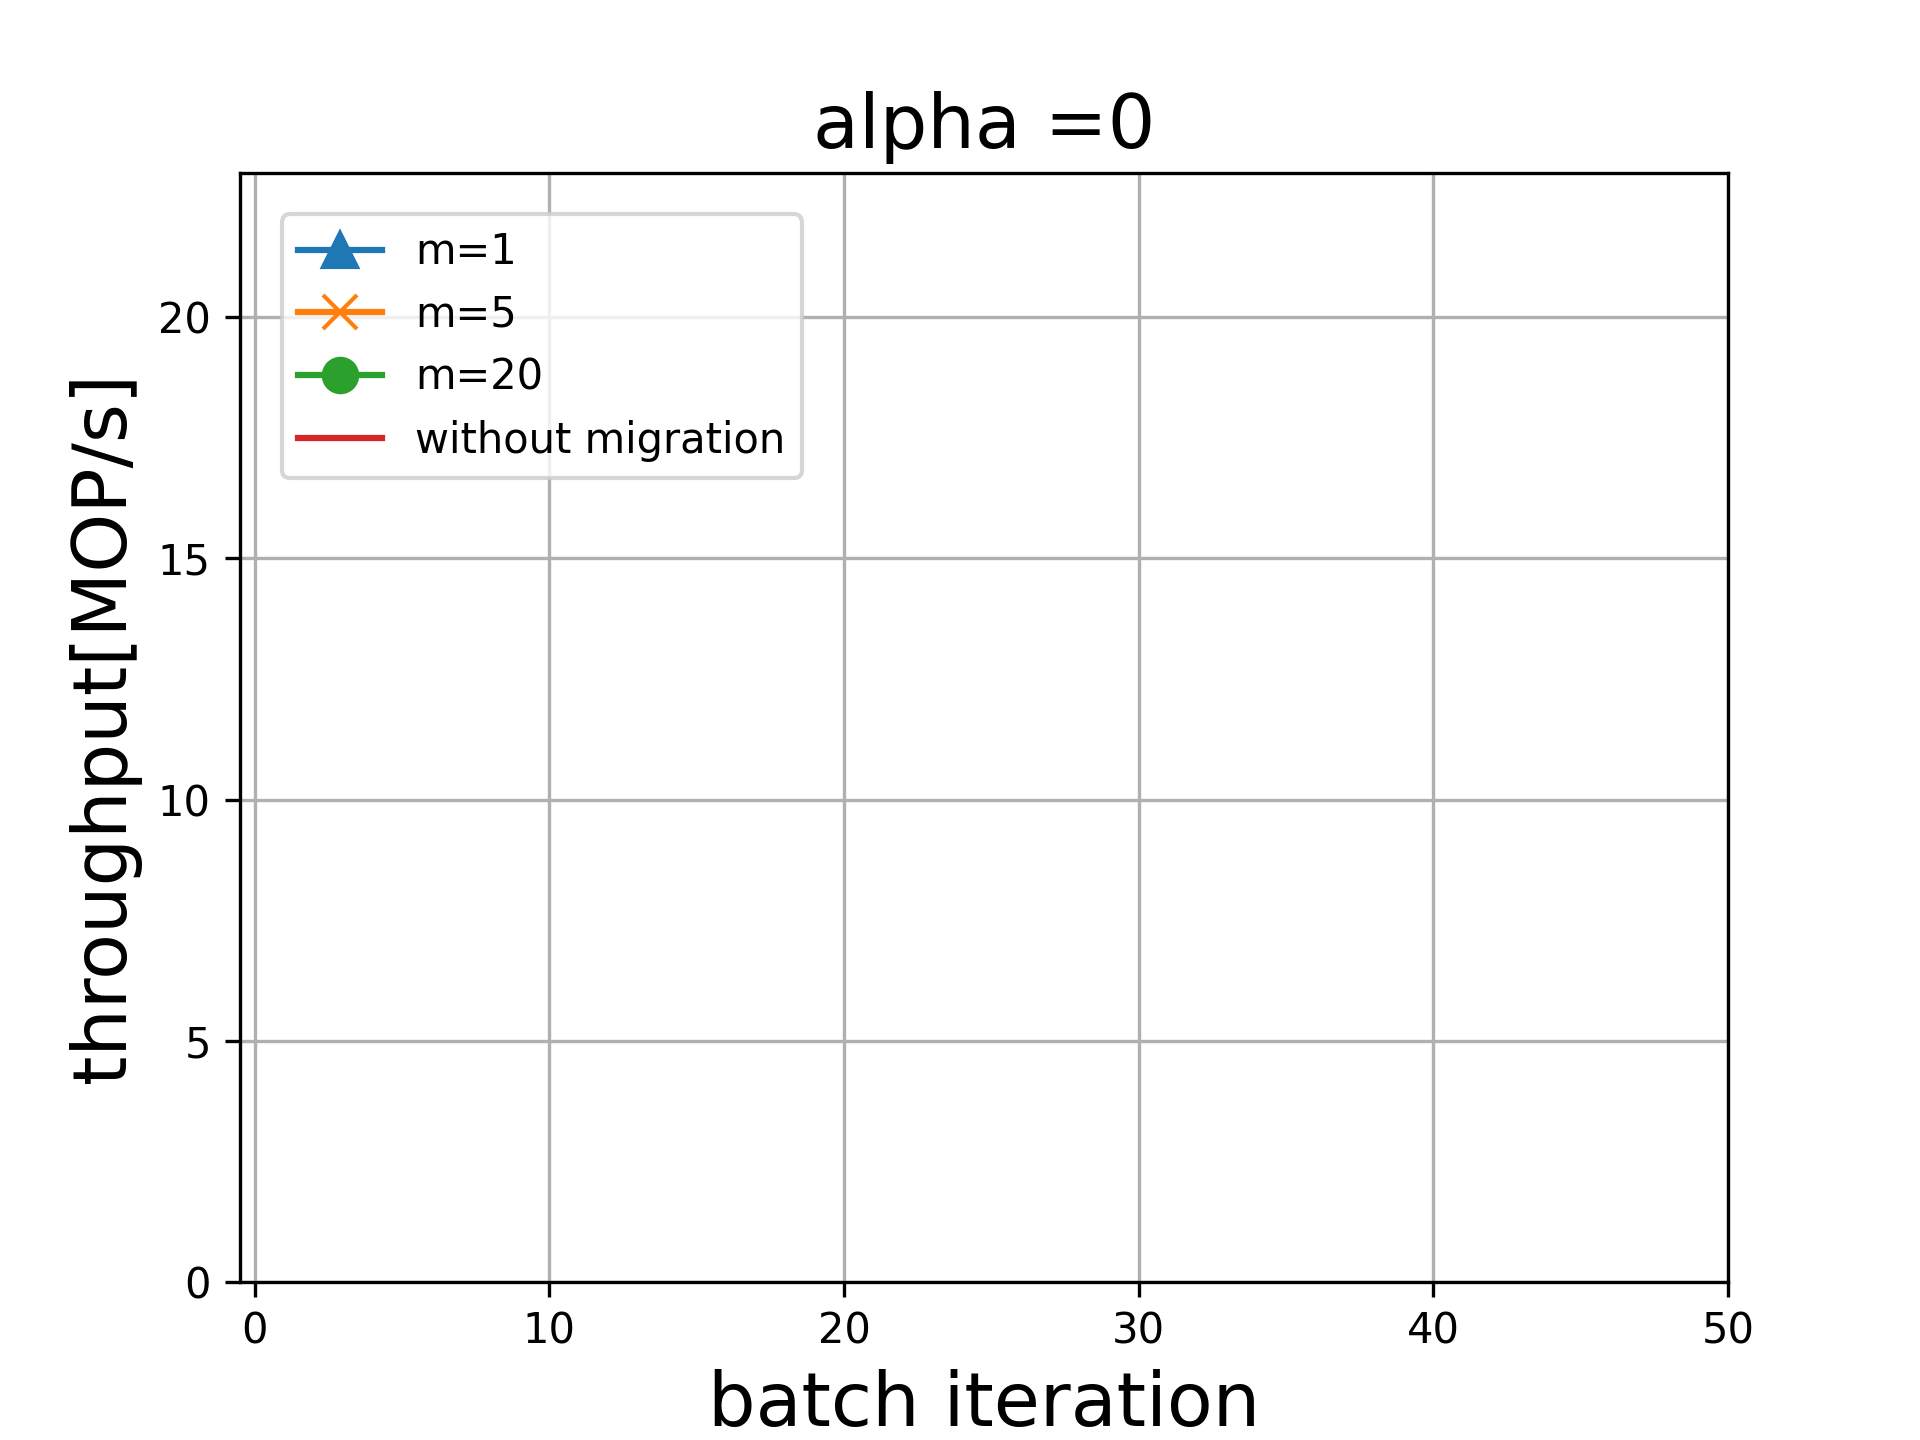 alpha =0
m=1
m=5
m=20
without migration
throughput[MOP/s]
20
15
10
5
0
0 10 20 30 40 50
batch iteration